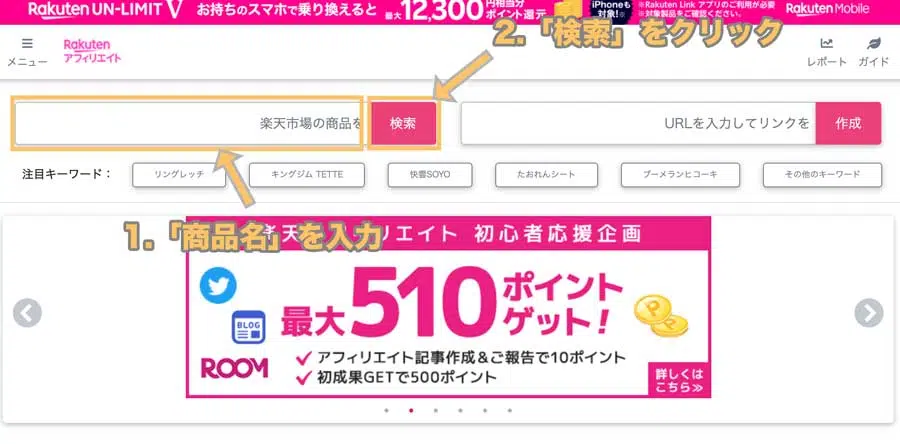 Rakuten UN-LIMIT V お持ちのスマホで乗り換えると 最大12,300円相当分ポイント還元 iPhoneも対象!※ ※Rakuten Link アプリのご利用が必要 ※対象製品をご確認ください。 Rakuten Mobile
2.「検索」をクリック
メニュー Rakuten アフィリエイト レポート ガイド
楽天市場の商品を 検索 URLを入力してリンクを 作成
注目キーワード： リングレッチ キングジム TETTE 快雲SOYO たおれんシート ブーメランヒコーキ その他のキーワード
1.「商品名」を入力
リエイト 初心者応援企画
最大510ポイントゲット!
BLOG
ROOM
アフィリエイト記事作成&ご報告で10ポイント
初成果GETで500ポイント
詳しくは
こちら≫